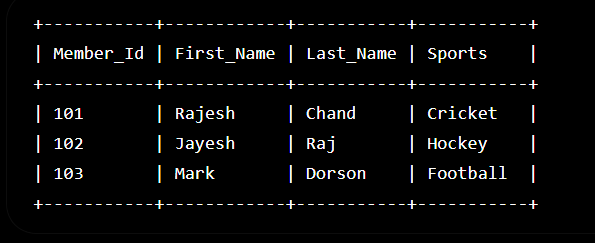 +-----------+------------+-----------+-----------+
| Member_Id | First_Name | Last_Name | Sports    |
+-----------+------------+-----------+-----------+
| 101       | Rajesh     | Chand     | Cricket   |
| 102       | Jayesh     | Raj       | Hockey    |
| 103       | Mark       | Dorson    | Football  |
+-----------+------------+-----------+-----------+